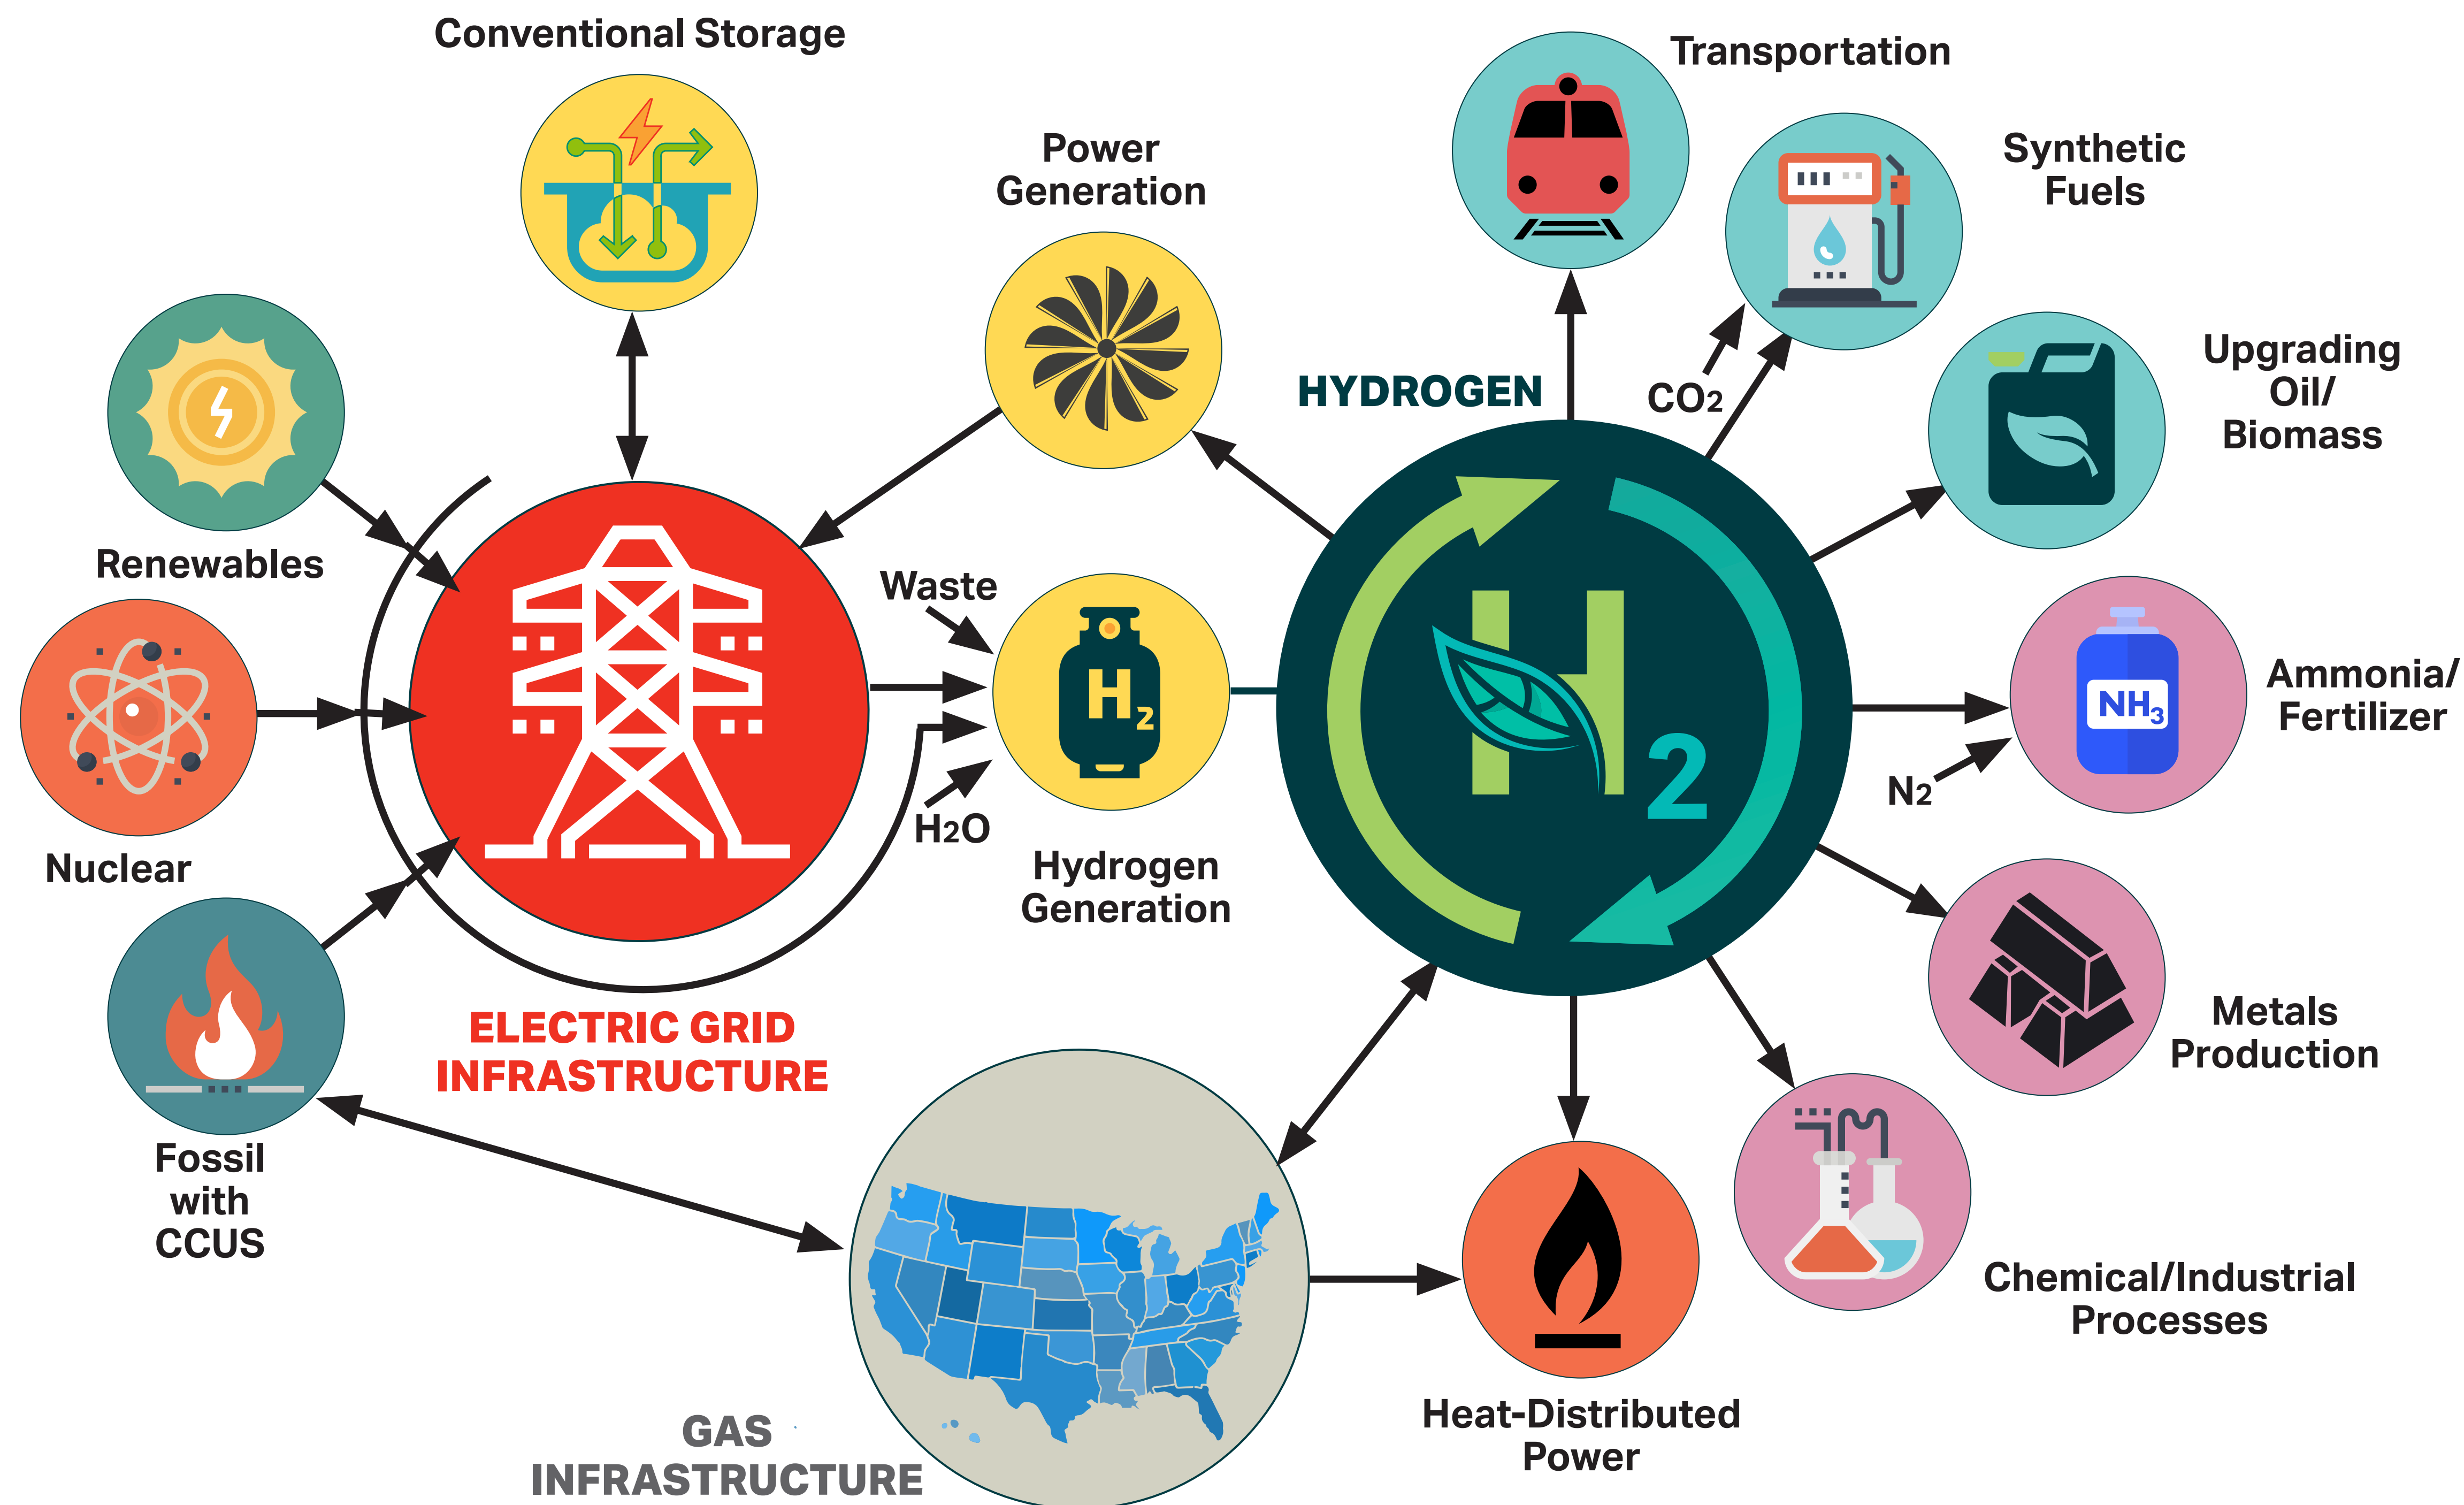 Conventional Storage
Transportation
Power
Generation
Synthetic
Fuels
Upgrading
Oil/
Biomass
HYDROGEN
CO2
Renewables
Waste
H2
H2
Ammonia/
Fertilizer
NH3
N2
H2O
Nuclear
Hydrogen
Generation
ELECTRIC GRID
INFRASTRUCTURE
Metals
Production
Fossil
with
CCUS
Chemical/Industrial
Processes
Heat-Distributed
Power
GAS
INFRASTRUCTURE